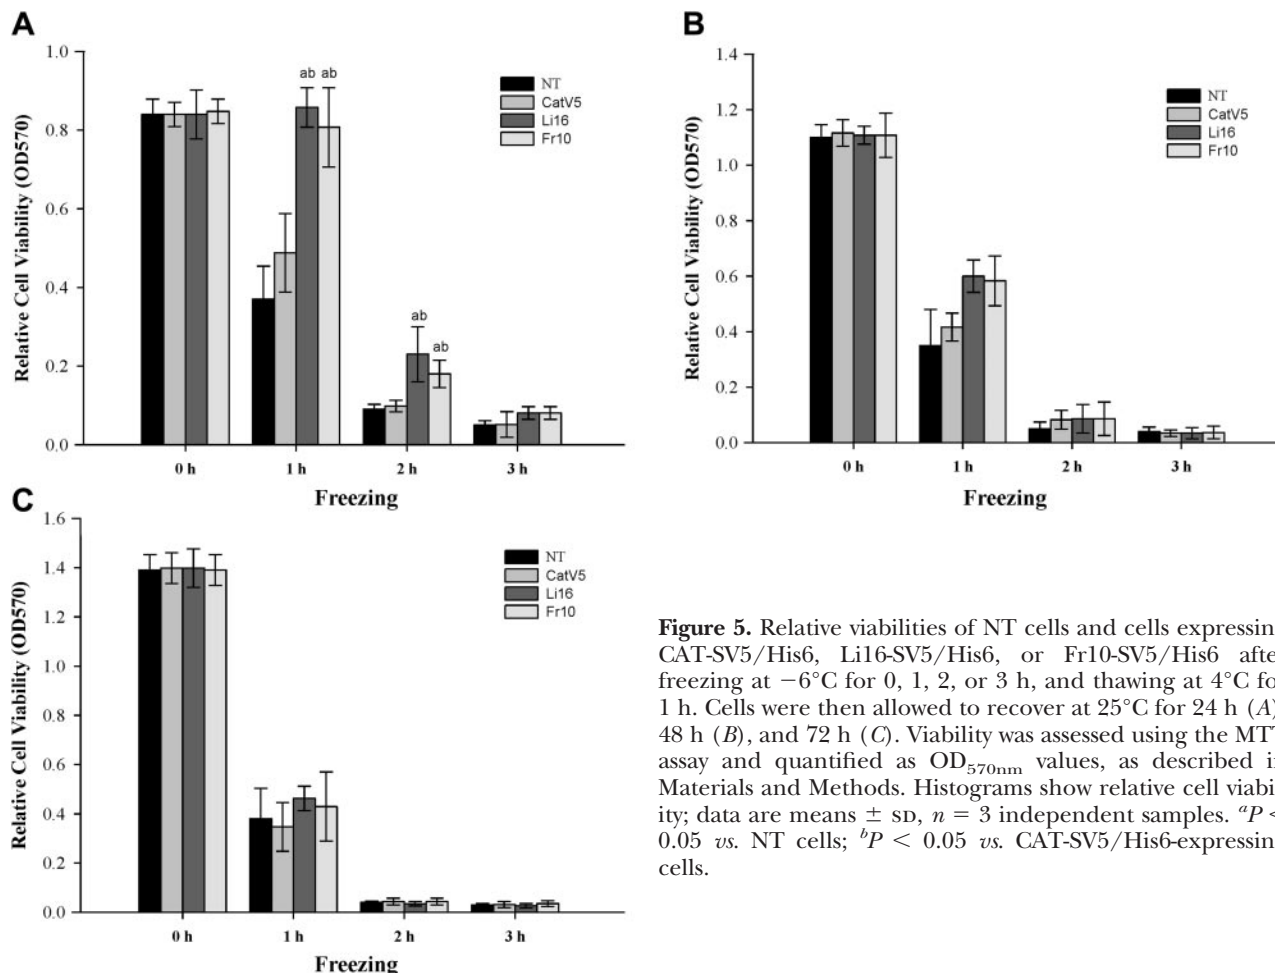 A
Relative Cell Viability (OD570)
1.0
0.8
0.6
0.4
0.2
0.0
ab ab
ab
ab
NT
CatV5
Li16
Fr10
0 h 1 h 2 h 3 h
Freezing
B
Relative Cell Viability (OD570)
1.4
1.2
1.0
0.8
0.6
0.4
0.2
0.0
NT
CatV5
Li16
Fr10
0 h 1 h 2 h 3 h
Freezing
C
Relative Cell Viability (OD570)
1.6
1.4
1.2
1.0
0.8
0.6
0.4
0.2
0.0
NT
CatV5
Li16
Fr10
0 h 1 h 2 h 3 h
Freezing
Figure 5. Relative viabilities of NT cells and cells expressin
CAT-SV5/His6, Li16-SV5/His6, or Fr10-SV5/His6 afte
freezing at −6°C for 0, 1, 2, or 3 h, and thawing at 4°C fo
1 h. Cells were then allowed to recover at 25°C for 24 h (A)
48 h (B), and 72 h (C). Viability was assessed using the MT
assay and quantified as OD570nm values, as described i
Materials and Methods. Histograms show relative cell viabi
ity; data are means ± SD, n = 3 independent samples. aP <
0.05 vs. NT cells; bP < 0.05 vs. CAT-SV5/His6-expressin
cells.